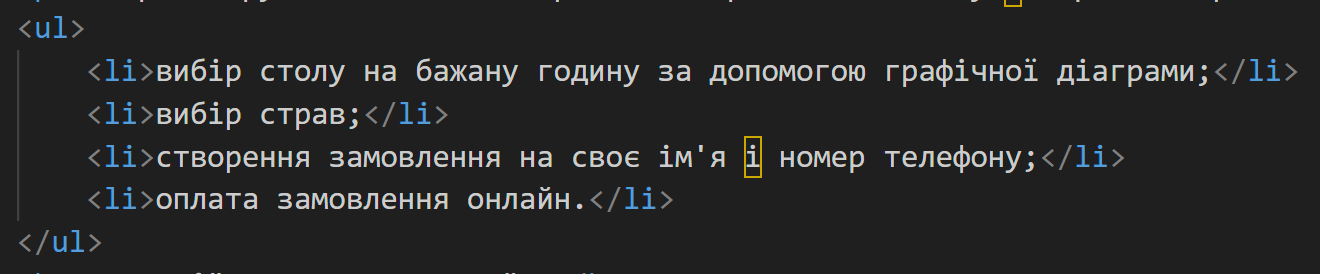 <ul>
<li>вибір столу на бажану годину за допомогою графічної діаграми;</li>
<li>вибір страв;</li>
<li>створення замовлення на своє ім'я і номер телефону;</li>
<li>оплата замовлення онлайн.</li>
</ul>